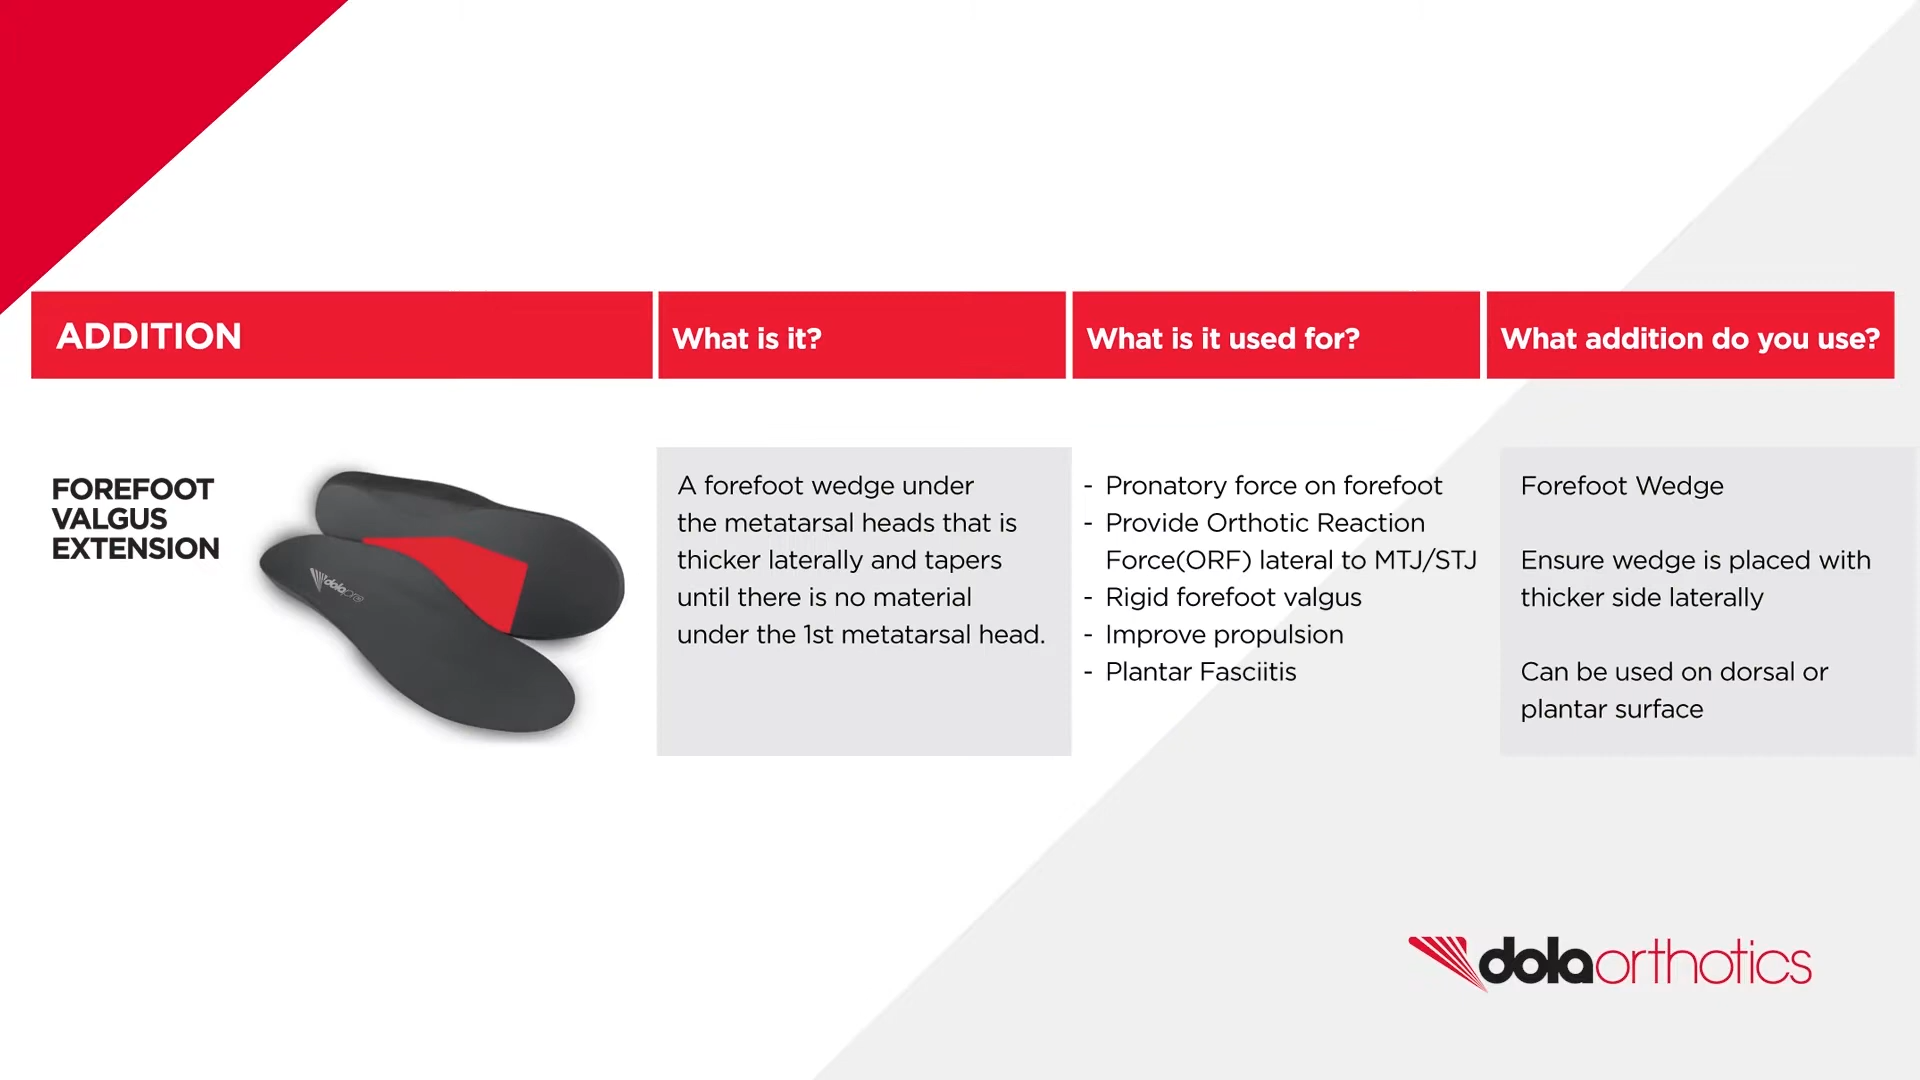 ADDITION
What is it?
What is it used for?
What addition do you use?
FOREFOOT
VALGUS
EXTENSION
dolapro
A forefoot wedge under
the metatarsal heads that is
thicker laterally and tapers
until there is no material
under the 1st metatarsal head.
- Pronatory force on forefoot
- Provide Orthotic Reaction
Force(ORF) lateral to MTJ/STJ
- Rigid forefoot valgus
- Improve propulsion
- Plantar Fasciitis
Forefoot Wedge
Ensure wedge is placed with
thicker side laterally
Can be used on dorsal or
plantar surface
dolaorthotics